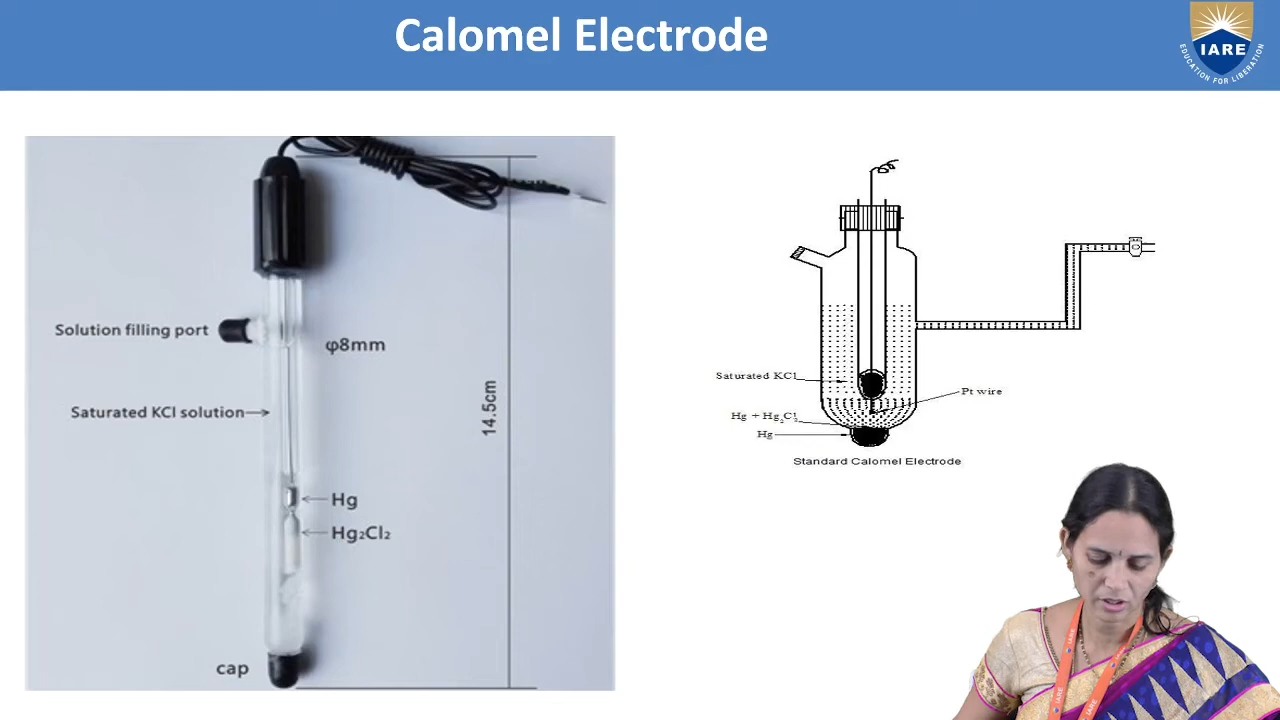 Calomel Electrode
IARE
EDUCATION FOR LIBERATION
Solution filling port
φ8mm
Saturated KCl solution
14.5cm
Hg
Hg₂Cl₂
cap
Saturated KCl
Pt wire
Hg + Hg₂Cl₂
Hg
Standard Calomel Electrode
IARE